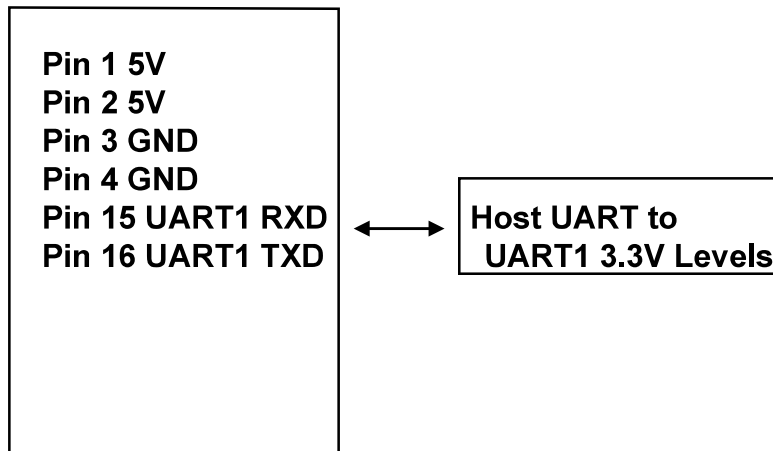 Pin 1 5V
Pin 2 5V
Pin 3 GND
Pin 4 GND
Pin 15 UART1 RXD
Pin 16 UART1 TXD
Host UART to
UART1 3.3V Levels